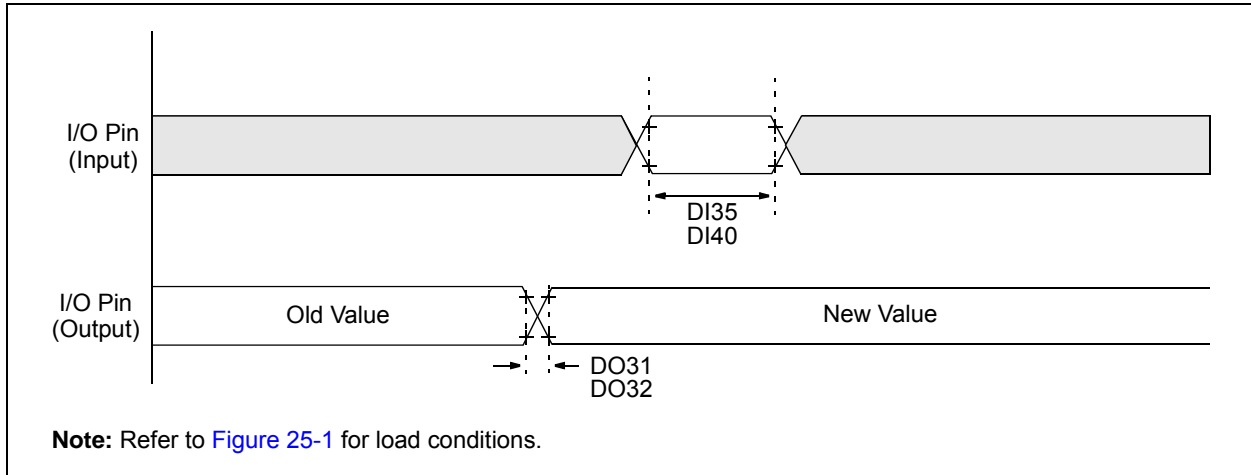 I/O Pin
(Input)
DI35
DI40
I/O Pin
(Output)
Old Value
New Value
DO31
DO32
Note: Refer to Figure 25-1 for load conditions.